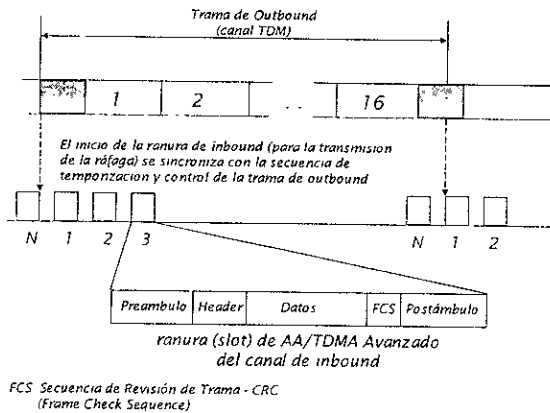 Trama de Outbound
(canal TDM)
1 2 . . 16
El inicio de la ranura de inbound (para la transmision
de la ráfaga) se sincroniza con la secuencia de
temponzacion y control de la trama de outbound
N 1 2 3 N 1 2
Preambulo Header Datos FCS Postámbulo
ranura (slot) de AA/TDMA Avanzado
del canal de inbound
FCS Secuencia de Revisión de Trama - CRC
(Frame Check Sequence)